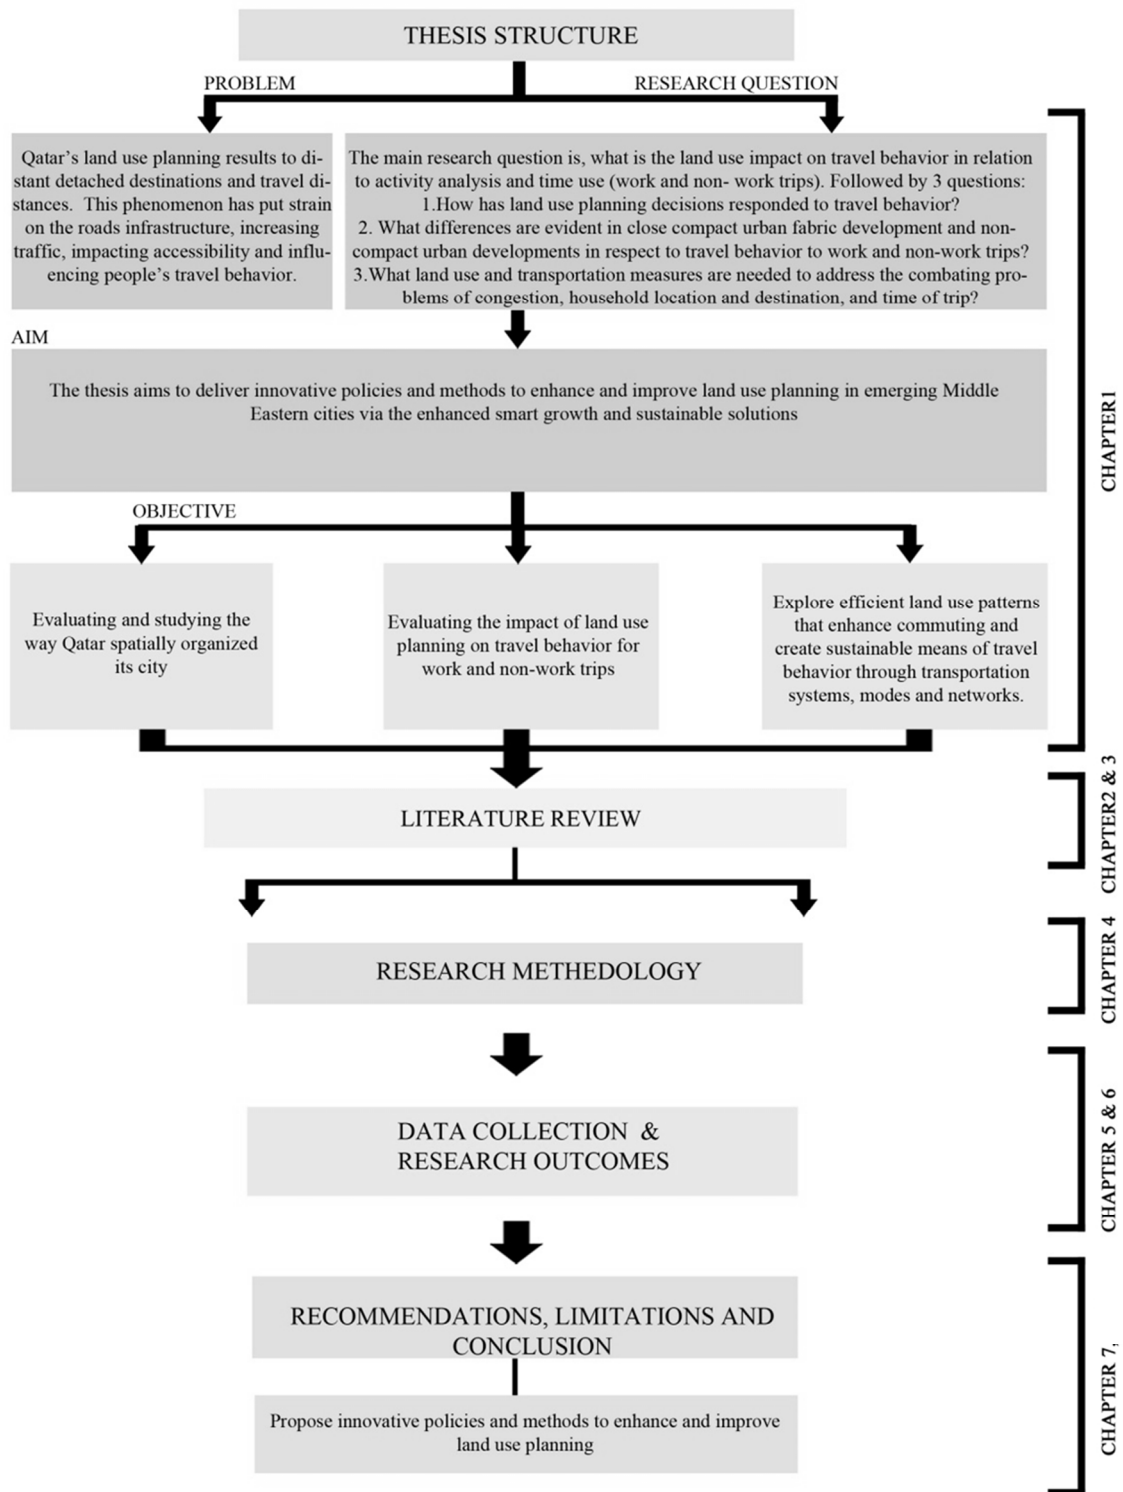 THESIS STRUCTURE
PROBLEM
RESEARCH QUESTION
Qatar’s land use planning results to di-
stant detached destinations and travel di-
stances.  This phenomenon has put strain
on the roads infrastructure, increasing
traffic, impacting accessibility and influ-
encing people’s travel behavior.
The main research question is, what is the land use impact on travel behavior in relation
to activity analysis and time use (work and non- work trips). Followed by 3 questions:
1.How has land use planning decisions responded to travel behavior?
2. What differences are evident in close compact urban fabric development and non-
compact urban developments in respect to travel behavior to work and non-work trips?
3.What land use and transportation measures are needed to address the combating pro-
blems of congestion, household location and destination, and time of trip?
AIM
The thesis aims to deliver innovative policies and methods to enhance and improve land use planning in emerging Middle
Eastern cities via the enhanced smart growth and sustainable solutions
OBJECTIVE
Evaluating and studying the
way Qatar spatially organized
its city
Evaluating the impact of land use
planning on travel behavior for
work and non-work trips
Explore efficient land use patterns
that enhance commuting and
create sustainable means of travel
behavior through transportation
systems, modes and networks.
CHAPTER1
LITERATURE REVIEW
CHAPTER2 & 3
RESEARCH METHEDOLOGY
CHAPTER 4
DATA COLLECTION  &
RESEARCH OUTCOMES
CHAPTER 5 & 6
RECOMMENDATIONS, LIMITATIONS AND
CONCLUSION
Propose innovative policies and methods to enhance and improve
land use planning
CHAPTER 7,